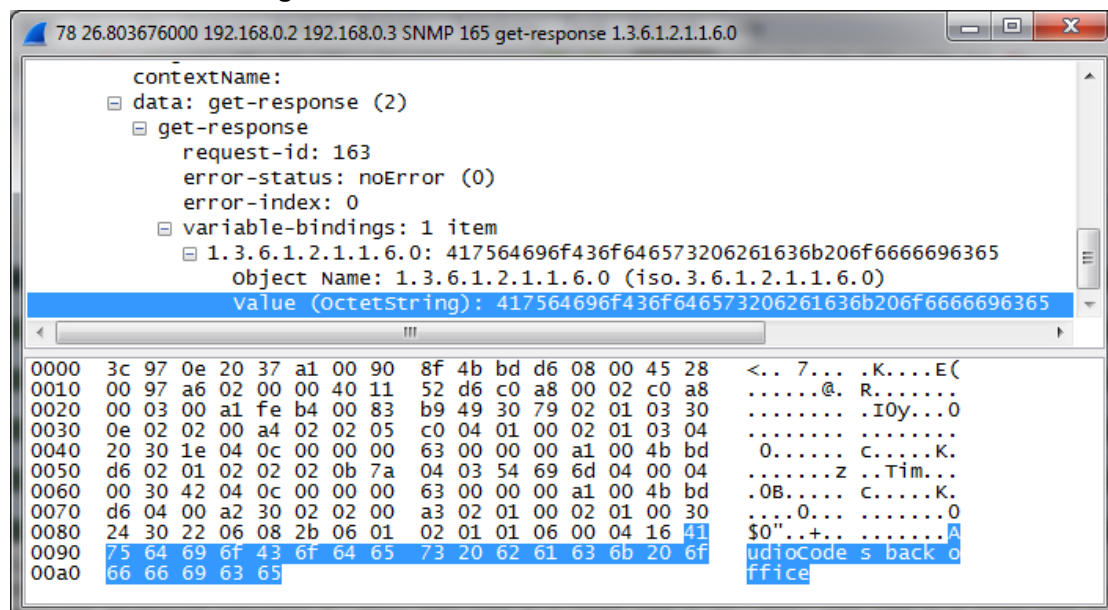 78 26.803676000 192.168.0.2 192.168.0.3 SNMP 165 get-response 1.3.6.1.2.1.1.6.0
contextName:
data: get-response (2)
get-response
request-id: 163
error-status: noError (0)
error-index: 0
variable-bindings: 1 item
1.3.6.1.2.1.1.6.0: 417564696f436f646573206261636b206f6666696365
Object Name: 1.3.6.1.2.1.1.6.0 (iso.3.6.1.2.1.1.6.0)
Value (OctetString): 417564696f436f646573206261636b206f6666696365
0000 3c 97 0e 20 37 a1 00 90 8f 4b bd d6 08 00 45 28 <.. 7... .K....E(
0010 00 97 a6 02 00 00 40 11 52 d6 c0 a8 00 02 c0 a8 ......@. R.......
0020 00 03 00 a1 fe b4 00 83 b9 49 30 79 02 01 03 30 ........ .I0y...0
0030 0e 02 02 00 a4 02 02 05 c0 04 01 00 02 01 03 04 ........ ........
0040 20 30 1e 04 0c 00 00 00 63 00 00 00 a1 00 4b bd 0...... c.....K.
0050 d6 02 01 02 02 02 0b 7a 04 03 54 69 6d 04 00 04 .......z ..Tim...
0060 00 30 42 04 0c 00 00 00 63 00 00 00 a1 00 4b bd .0B..... c.....K.
0070 d6 04 00 a2 30 02 02 00 a3 02 01 00 02 01 00 30 ....0... .......0
0080 24 30 22 06 08 2b 06 01 02 01 01 06 00 04 16 41 $0"..+.. .......A
0090 75 64 69 6f 43 6f 64 65 73 20 62 61 63 6b 20 6f udioCode s back o
00a0 66 66 69 63 65 ffice